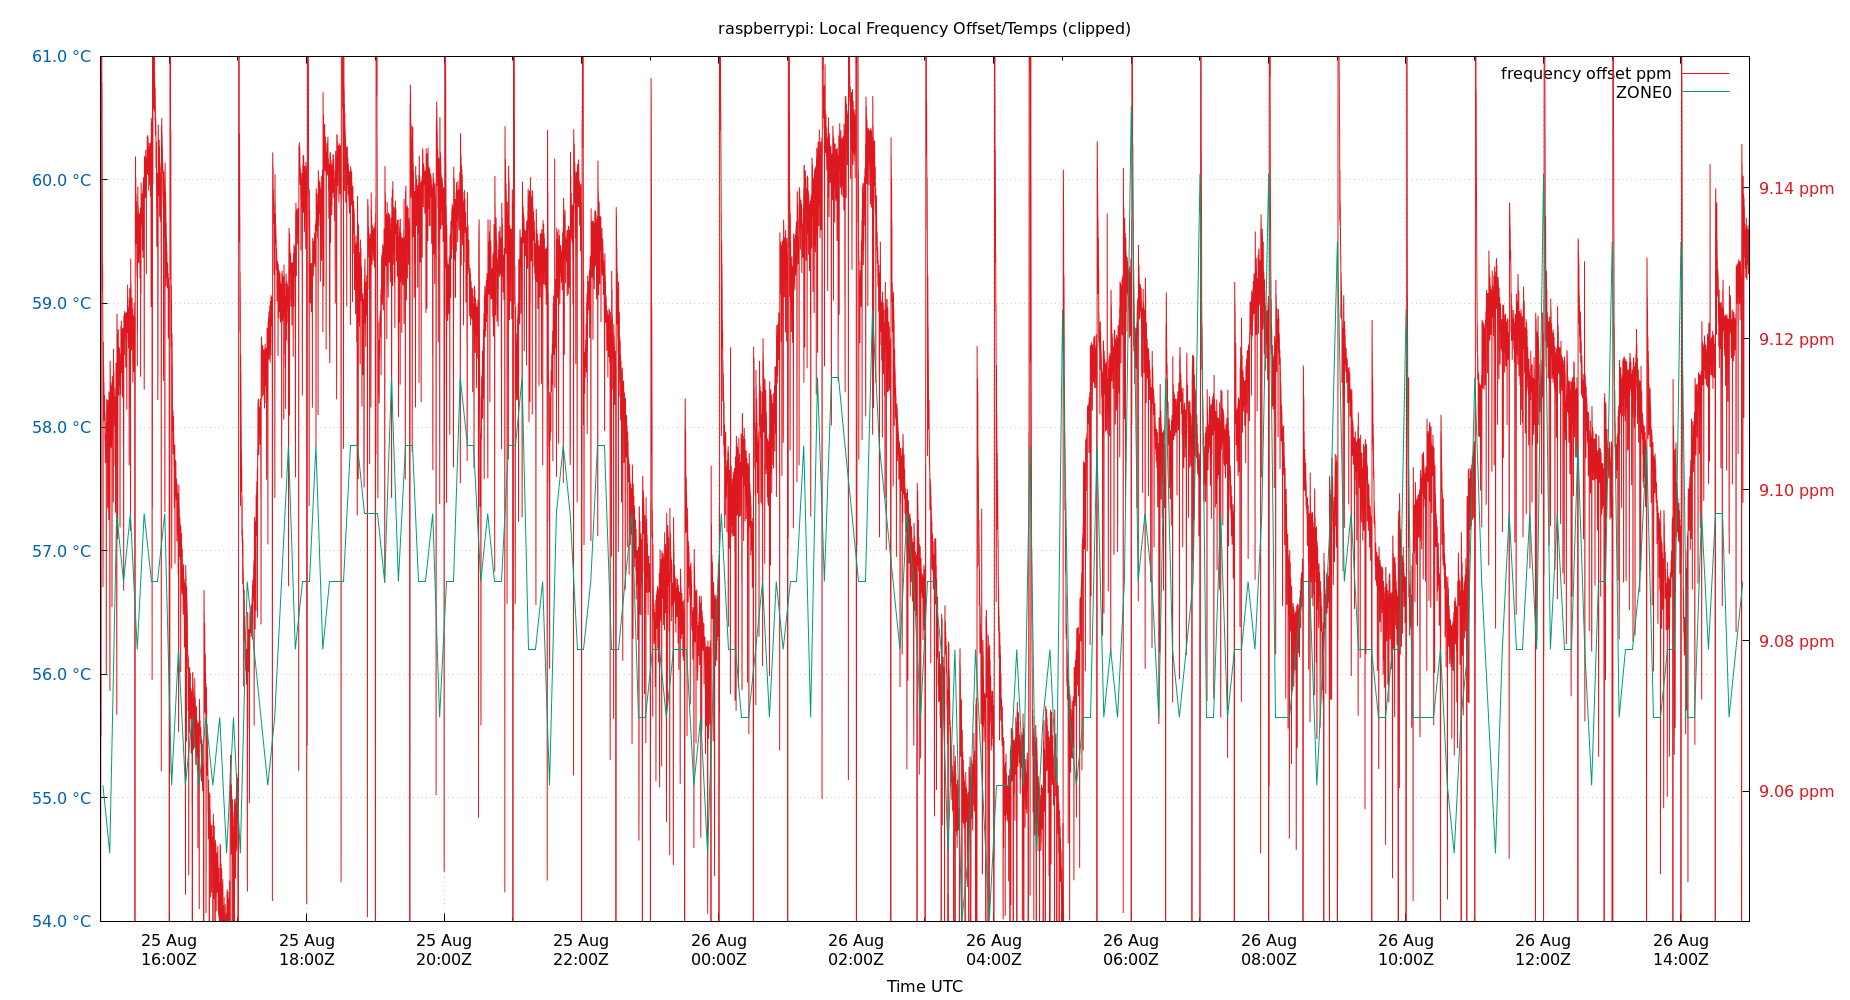 raspberrypi: Local Frequency Offset/Temps (clipped)
61.0 °C
60.0 °C
59.0 °C
58.0 °C
57.0 °C
56.0 °C
55.0 °C
54.0 °C
frequency offset ppm
ZONE0
9.14 ppm
9.12 ppm
9.10 ppm
9.08 ppm
9.06 ppm
25 Aug
16:00Z
25 Aug
18:00Z
25 Aug
20:00Z
25 Aug
22:00Z
26 Aug
00:00Z
26 Aug
02:00Z
26 Aug
04:00Z
26 Aug
06:00Z
26 Aug
08:00Z
26 Aug
10:00Z
26 Aug
12:00Z
26 Aug
14:00Z
Time UTC